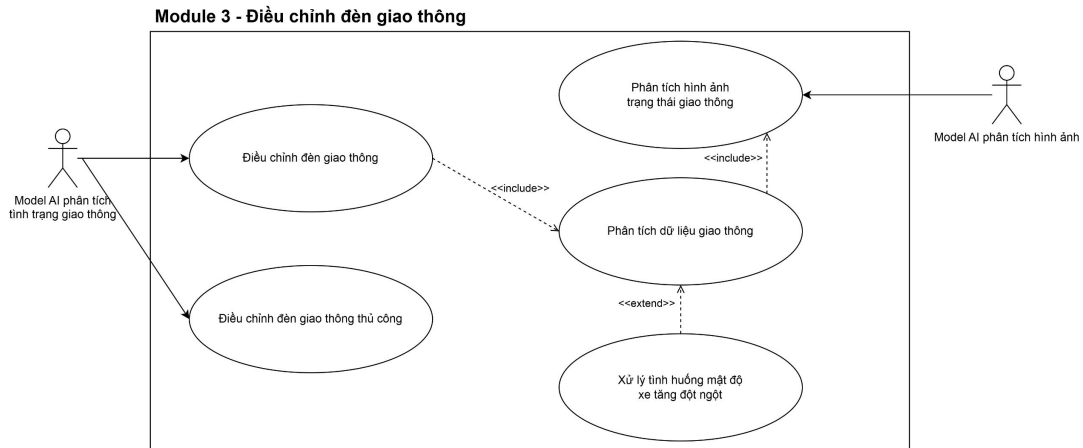 Module 3 - Điều chỉnh đèn giao thông
Phân tích hình ảnh
trạng thái giao thông
Model AI phân tích hình ảnh
Điều chỉnh đèn giao thông
<<include>>
Model AI phân tích
tình trạng giao thông
<<include>>
Phân tích dữ liệu giao thông
<<extend>>
Điều chỉnh đèn giao thông thủ công
Xử lý tình huống mật độ
xe tăng đột ngột